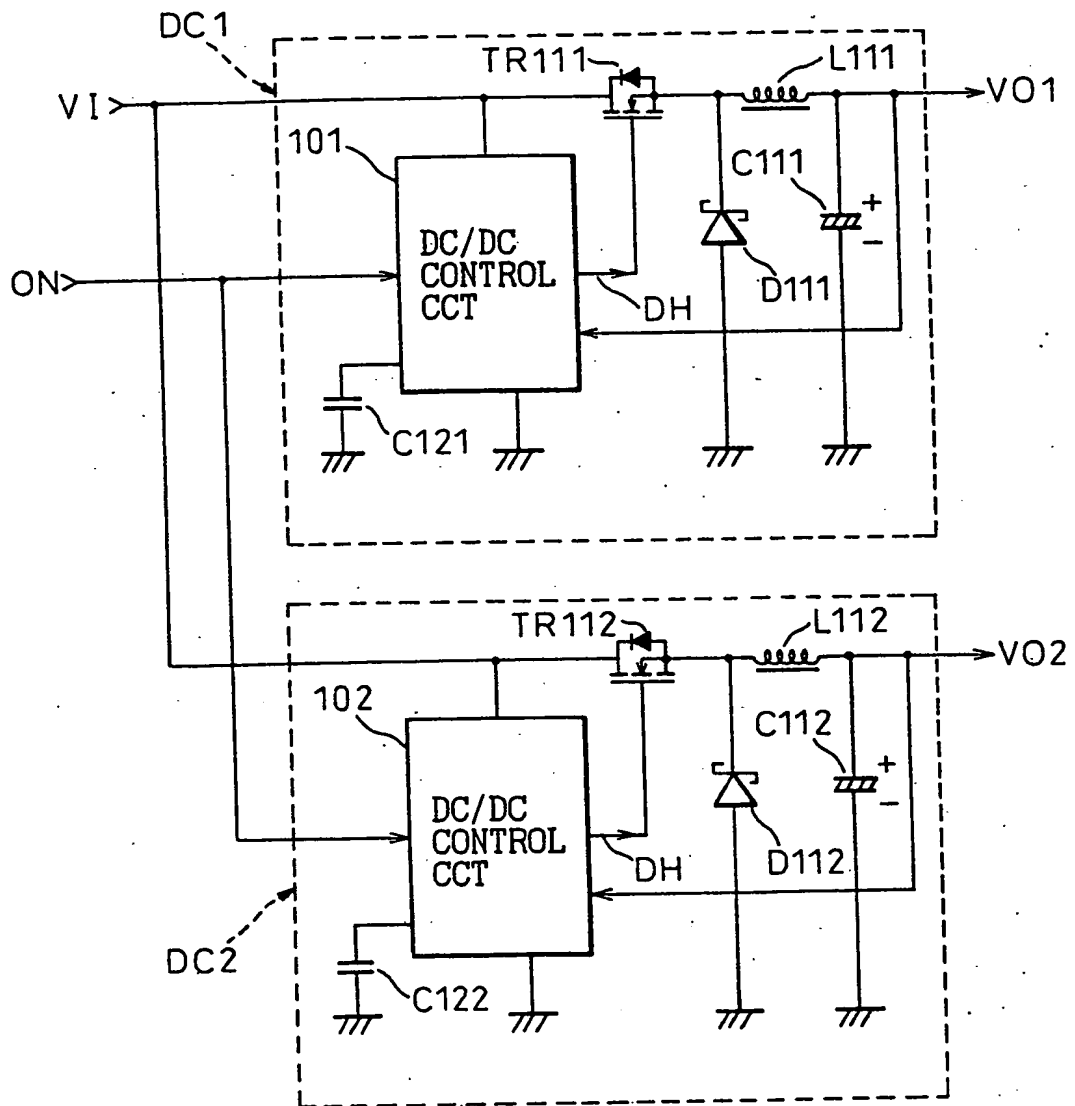 DC1
TR111
L111
VI
VO1
101
C111
+
DC/DC
CONTROL
CCT
−
ON
DH
D111
C121
TR112
L112
VO2
102
C112
+
DC/DC
CONTROL
CCT
−
DH
D112
DC2
C122